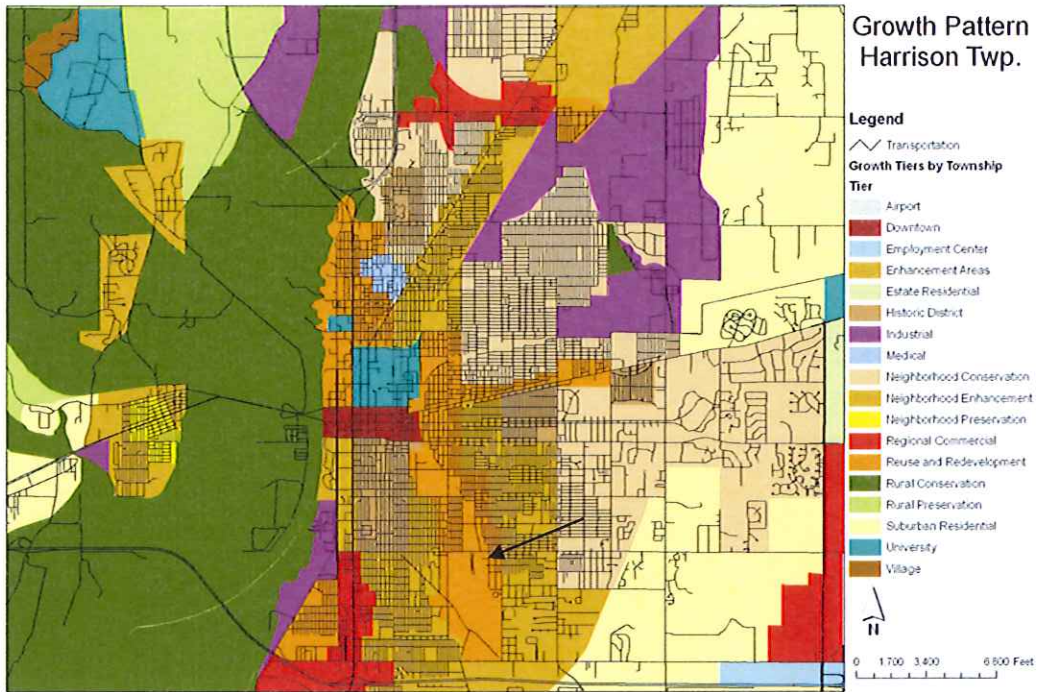 Growth Pattern
Harrison Twp.
Legend
Transportation
Growth Tiers by Township
Tier
Airport
Downtown
Employment Center
Enhancement Areas
Estate Residential
Historic District
Industrial
Medical
Neighborhood Conservation
Neighborhood Enhancement
Neighborhood Preservation
Regional Commercial
Reuse and Redevelopment
Rural Conservation
Rural Preservation
Suburban Residential
University
Village
N
0 1,700 3,400 6,800 Feet